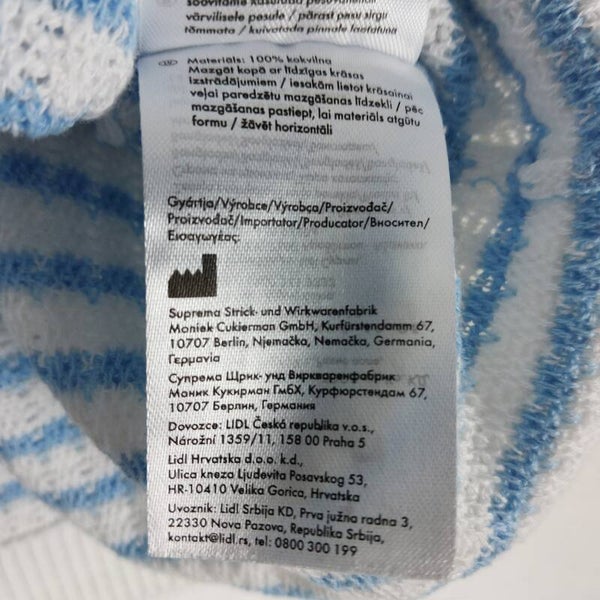 värvilisele pesule / pärast pesu sirgu
tõmmata / kuivatada pinnale laotatuna
LV Materials: 100% kokvilna
Mazgāt kopā ar līdzīgas krāsas
izstrādājumiem / iesakām lietot krāsainai
veļai paredzētu mazgāšanas līdzekli / pēc
mazgāšanas pastiept, lai materiāls atgūtu
formu / žāvēt horizontāli
Gyártja/Výrobce/Výrobca/Proizvođač/
Proizvođač/Importator/Producator/Вносител/
Εισαγωγέας:
Suprema Strick- und Wirkwarenfabrik
Moniek Cukierman GmbH, Kurfürstendamm 67,
10707 Berlin, Njemačka, Nemačka, Germania,
Германия
Супрема Щрик- унд Вирквaренфабрик
Маник Кукирман ГмбХ, Курфюрстендам 67,
10707 Берлин, Германия
Dovozce: LIDL Česká republika v.o.s.,
Nárožní 1359/11, 158 00 Praha 5
Lidl Hrvatska d.o.o. k.d.,
Ulica kneza Ljudevita Posavskog 53,
HR-10410 Velika Gorica, Hrvatska
Uvoznik: Lidl Srbija KD, Prva južna radna 3,
22330 Nova Pazova, Republika Srbija,
kontakt@lidl.rs, tel: 0800 300 199